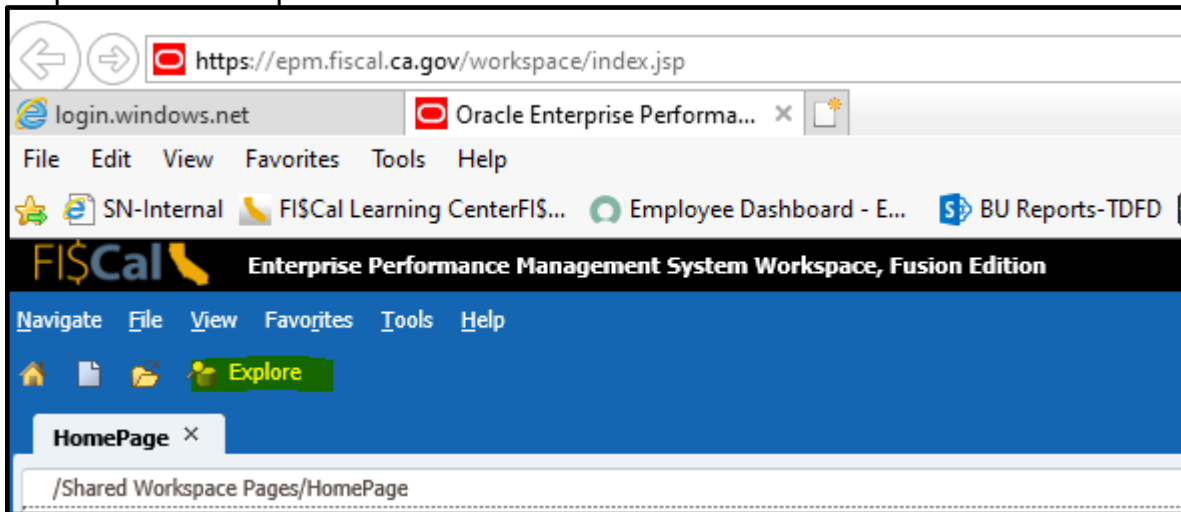 https://epm.fiscal.ca.gov/workspace/index.jsp
login.windows.net Oracle Enterprise Performa...
File Edit View Favorites Tools Help
SN-Internal FI$Cal Learning CenterFI$... Employee Dashboard - E... BU Reports-TDFD
FI$Cal Enterprise Performance Management System Workspace, Fusion Edition
Navigate File View Favorites Tools Help
Explore
HomePage
/Shared Workspace Pages/HomePage